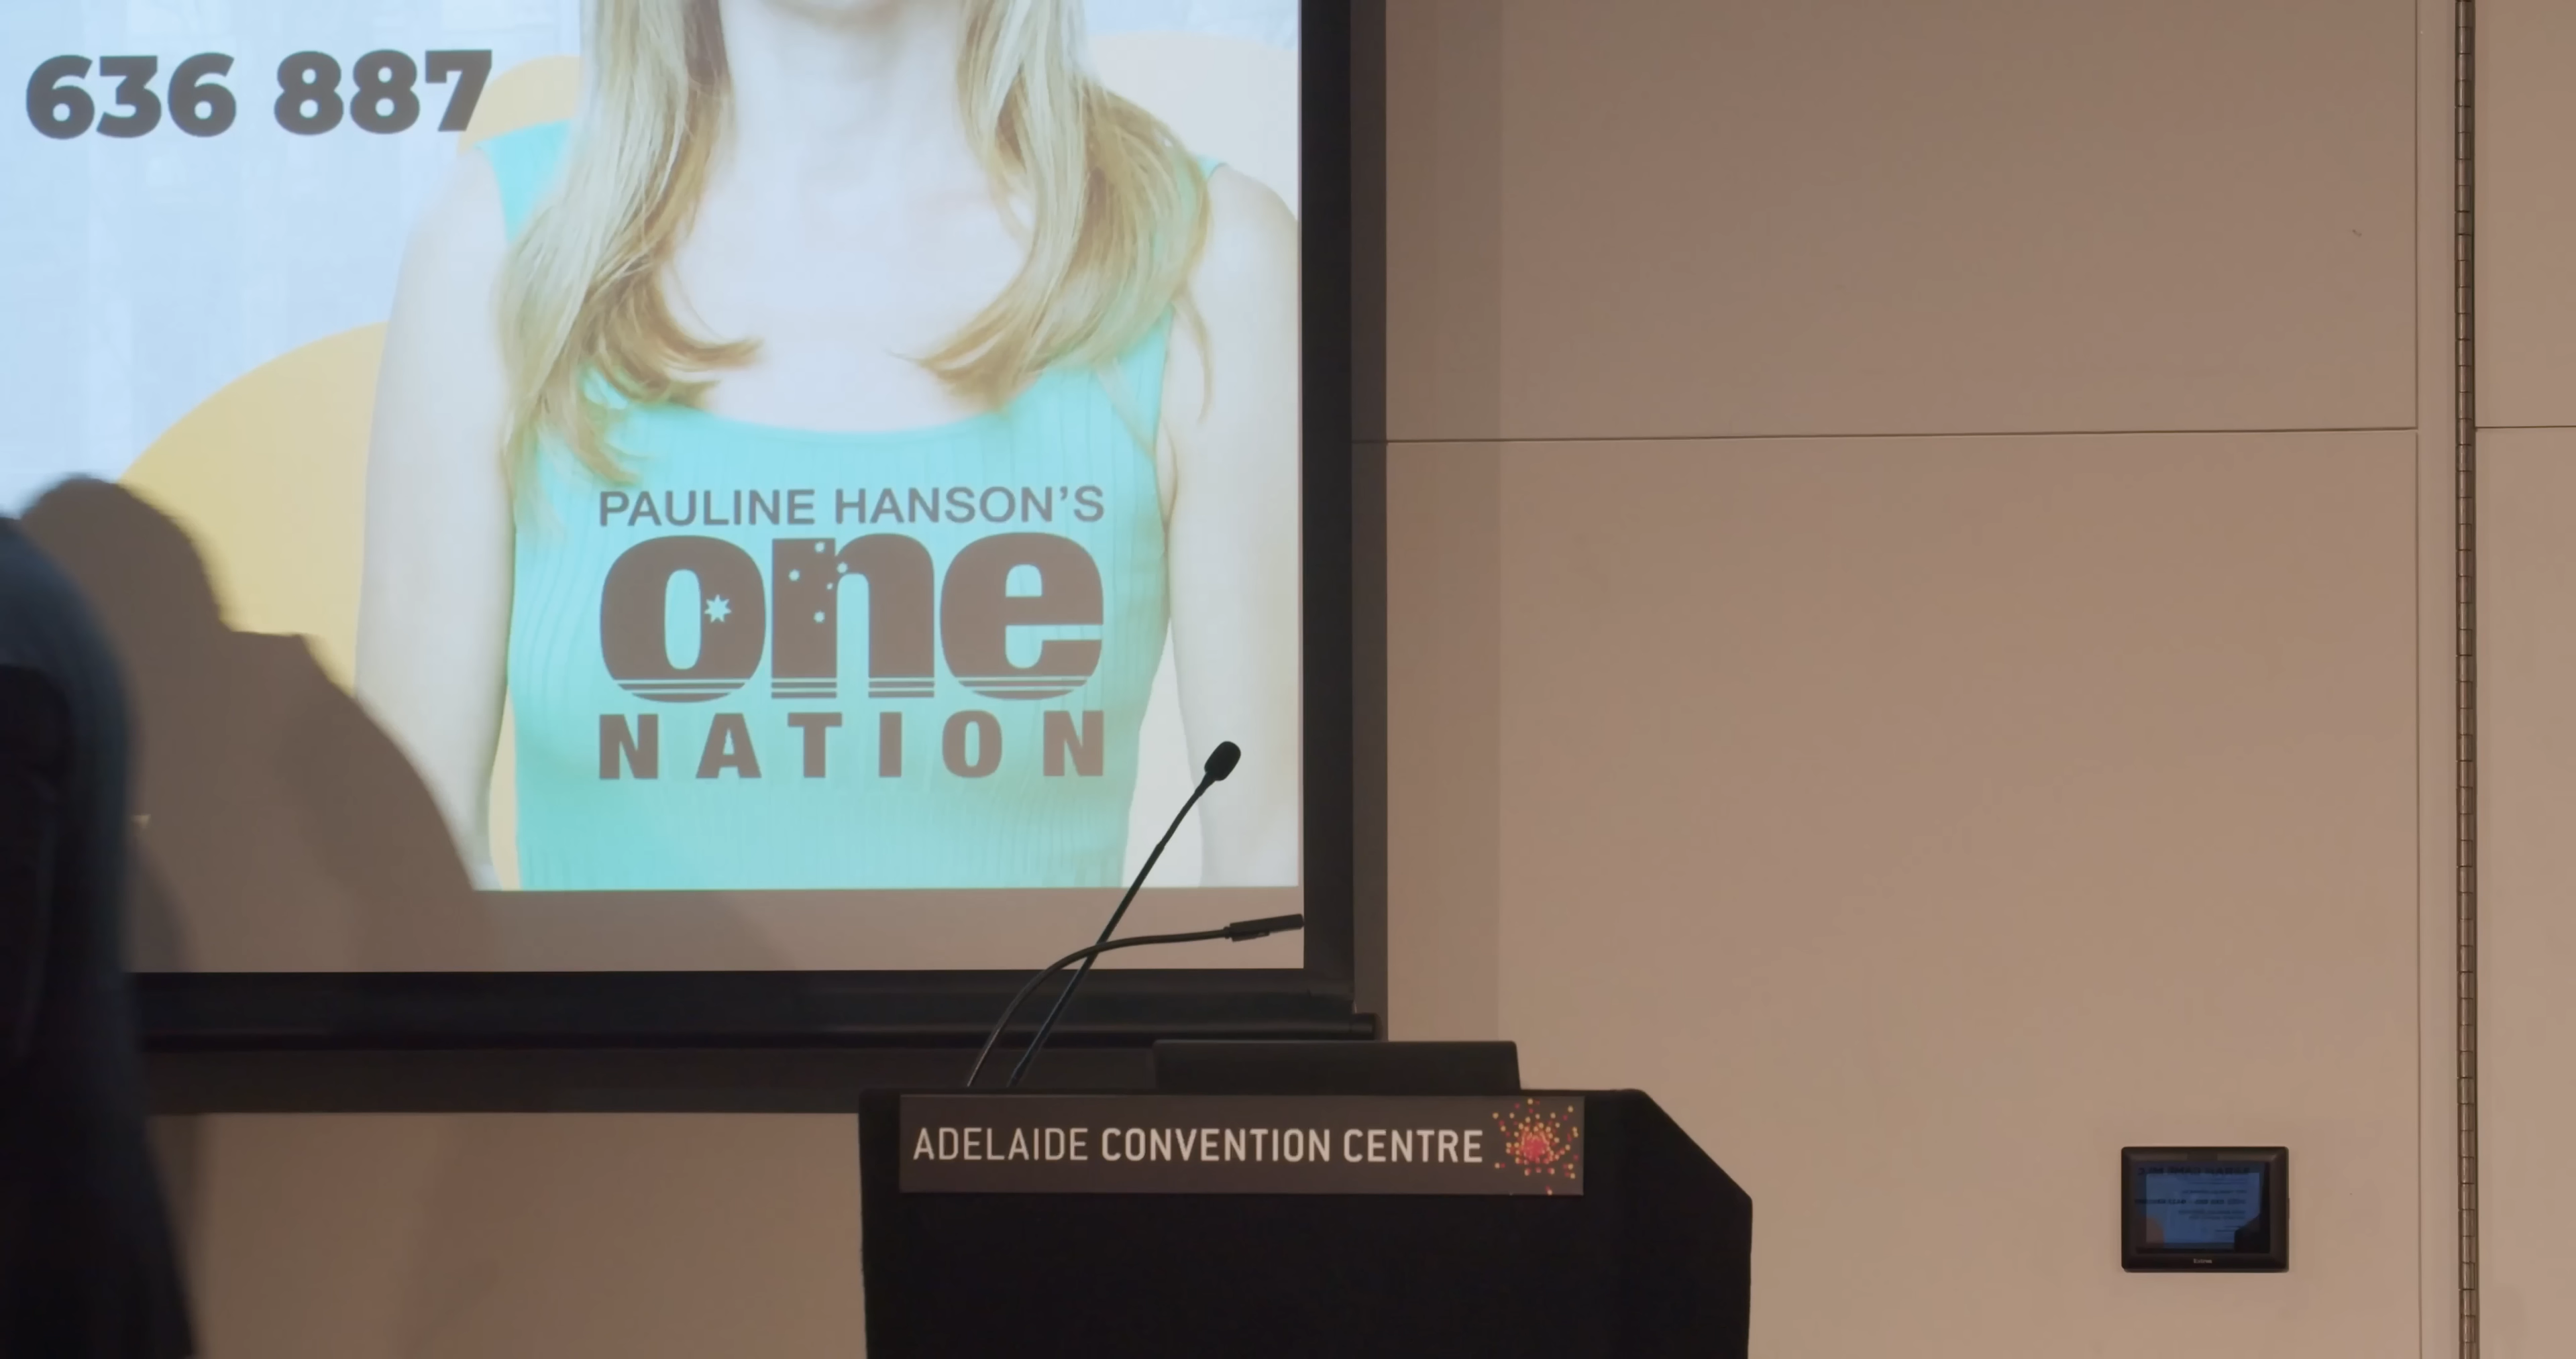 636 887
PAULINE HANSON'S
one
NATION
ADELAIDE CONVENTION CENTRE